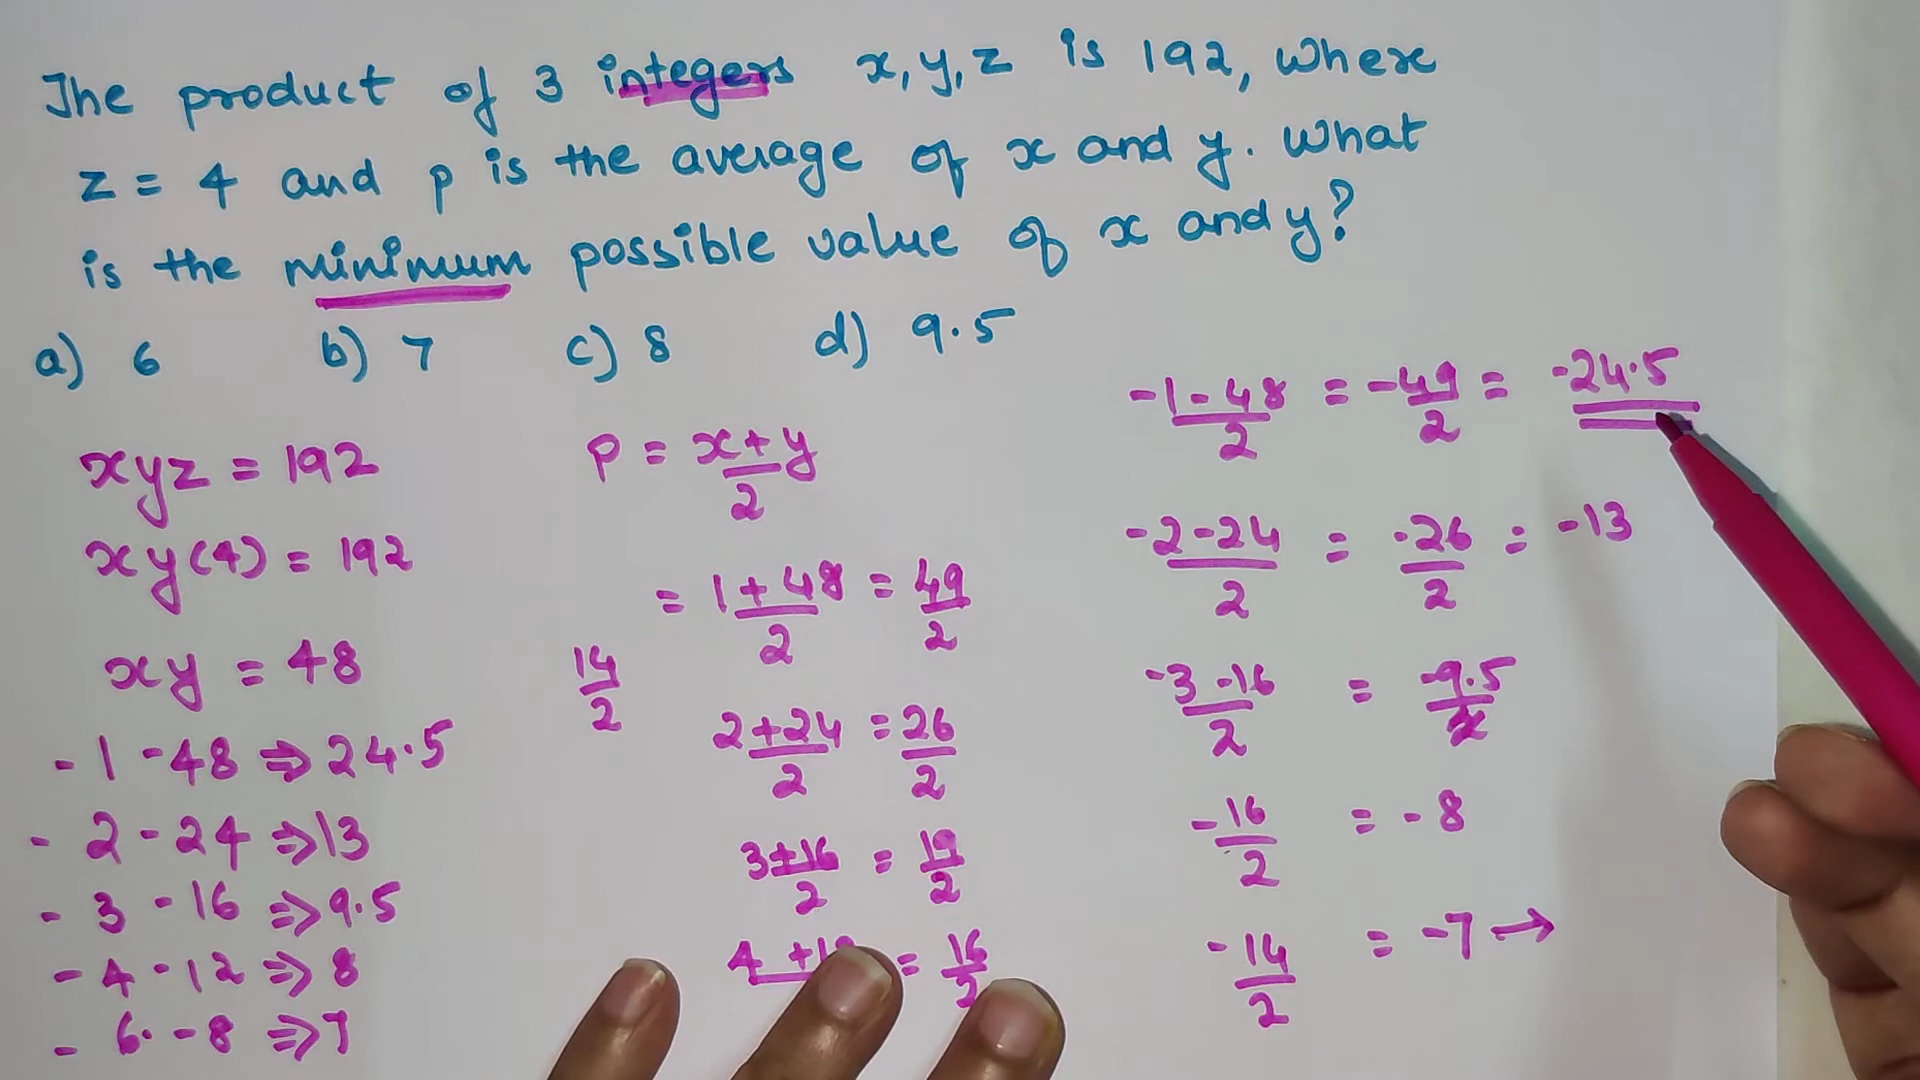 The product of 3 integers x, y, z is 192, where
z = 4 and p is the average of x and y. What
is the minimum possible value of x and y?
a) 6 b) 7 c) 8 d) 9.5
xyz = 192
xy(4) = 192
xy = 48
- 1 - 48 ⇒ 24.5
- 2 - 24 ⇒ 13
- 3 - 16 ⇒ 9.5
- 4 - 12 ⇒ 8
- 6. - 8 ⇒ 7
p = x + y / 2
= 1 + 48 / 2 = 49 / 2
14 / 2
2 + 24 / 2 = 26 / 2
3 + 16 / 2 = 19 / 2
4 + = 16 / 2
-1 - 48 / 2 = -49 / 2 = -24.5
-2 - 24 / 2 = -26 / 2 = -13
-3 - 16 / 2 = -9.5
-16 / 2 = -8
-14 / 2 = -7 →